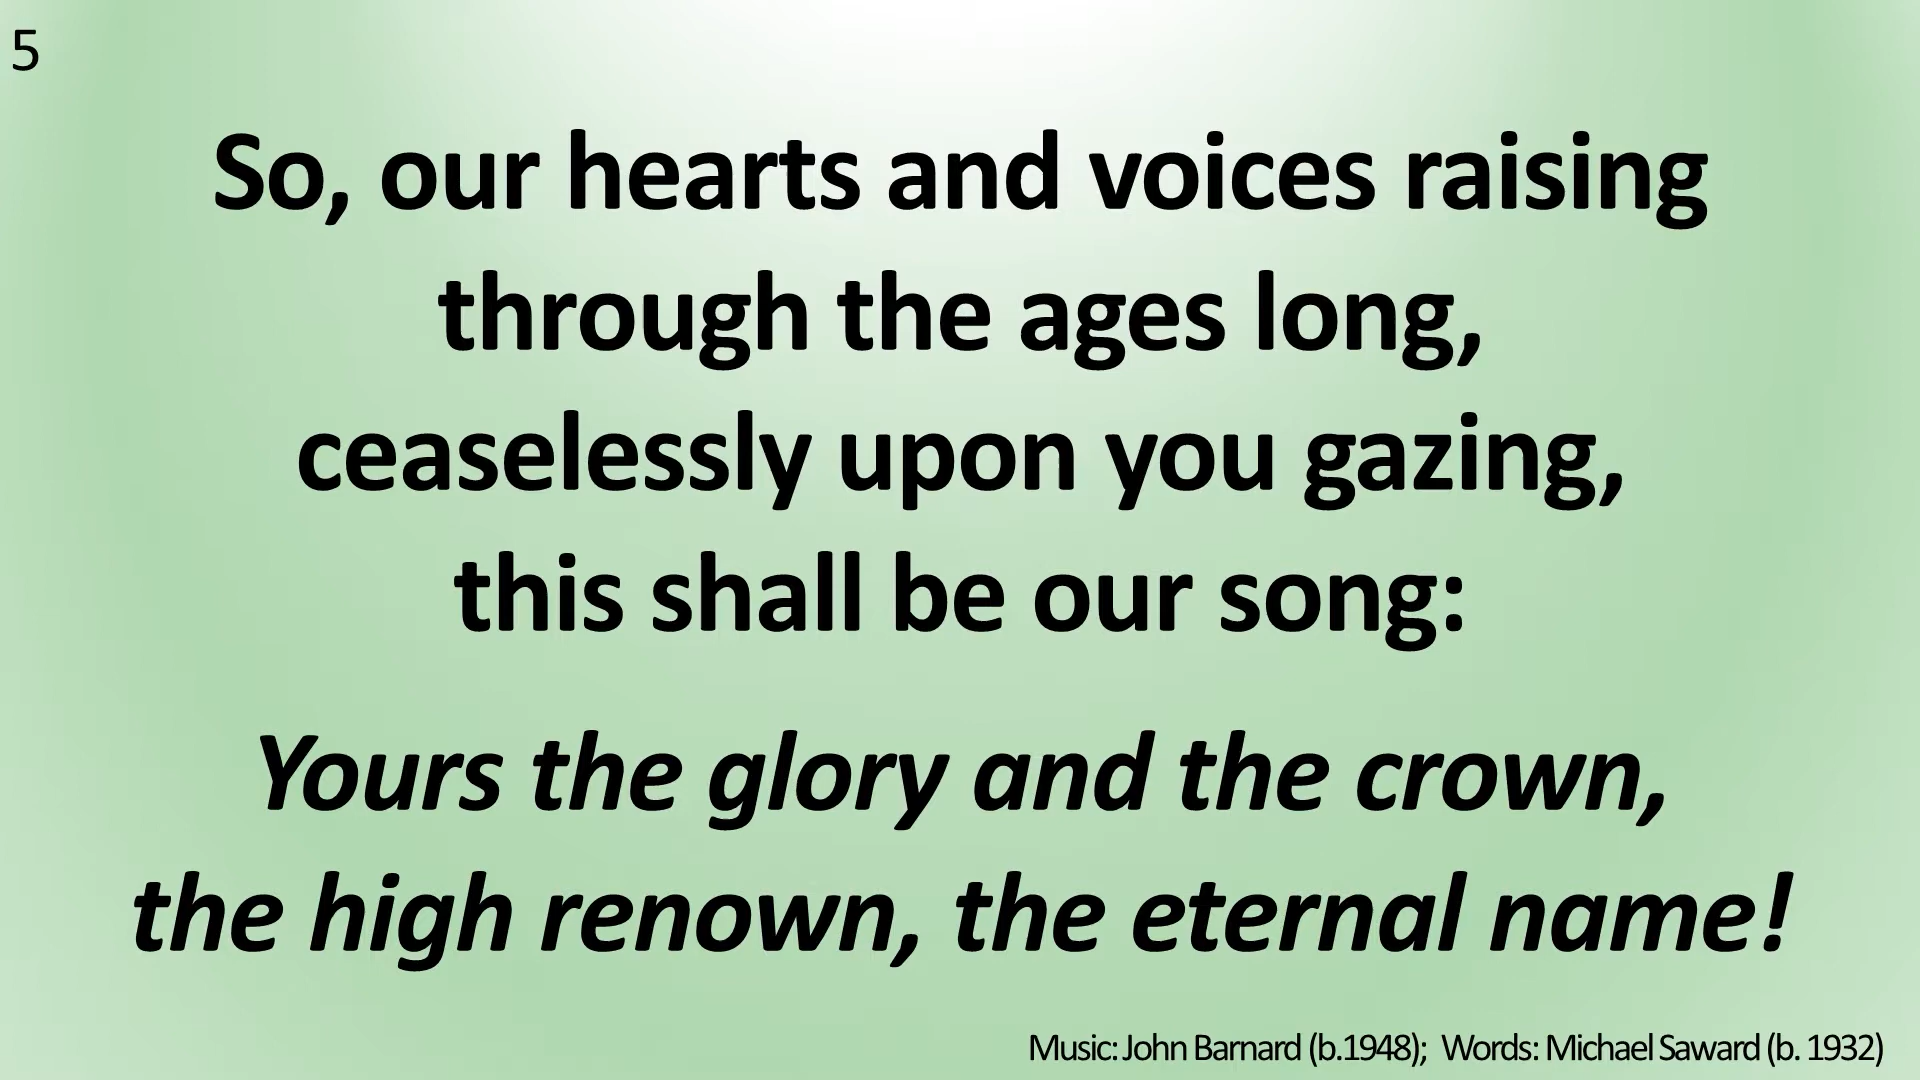 5
So, our hearts and voices raising
through the ages long,
ceaselessly upon you gazing,
this shall be our song:
Yours the glory and the crown,
the high renown, the eternal name!
Music: John Barnard (b.1948); Words: Michael Saward (b. 1932)